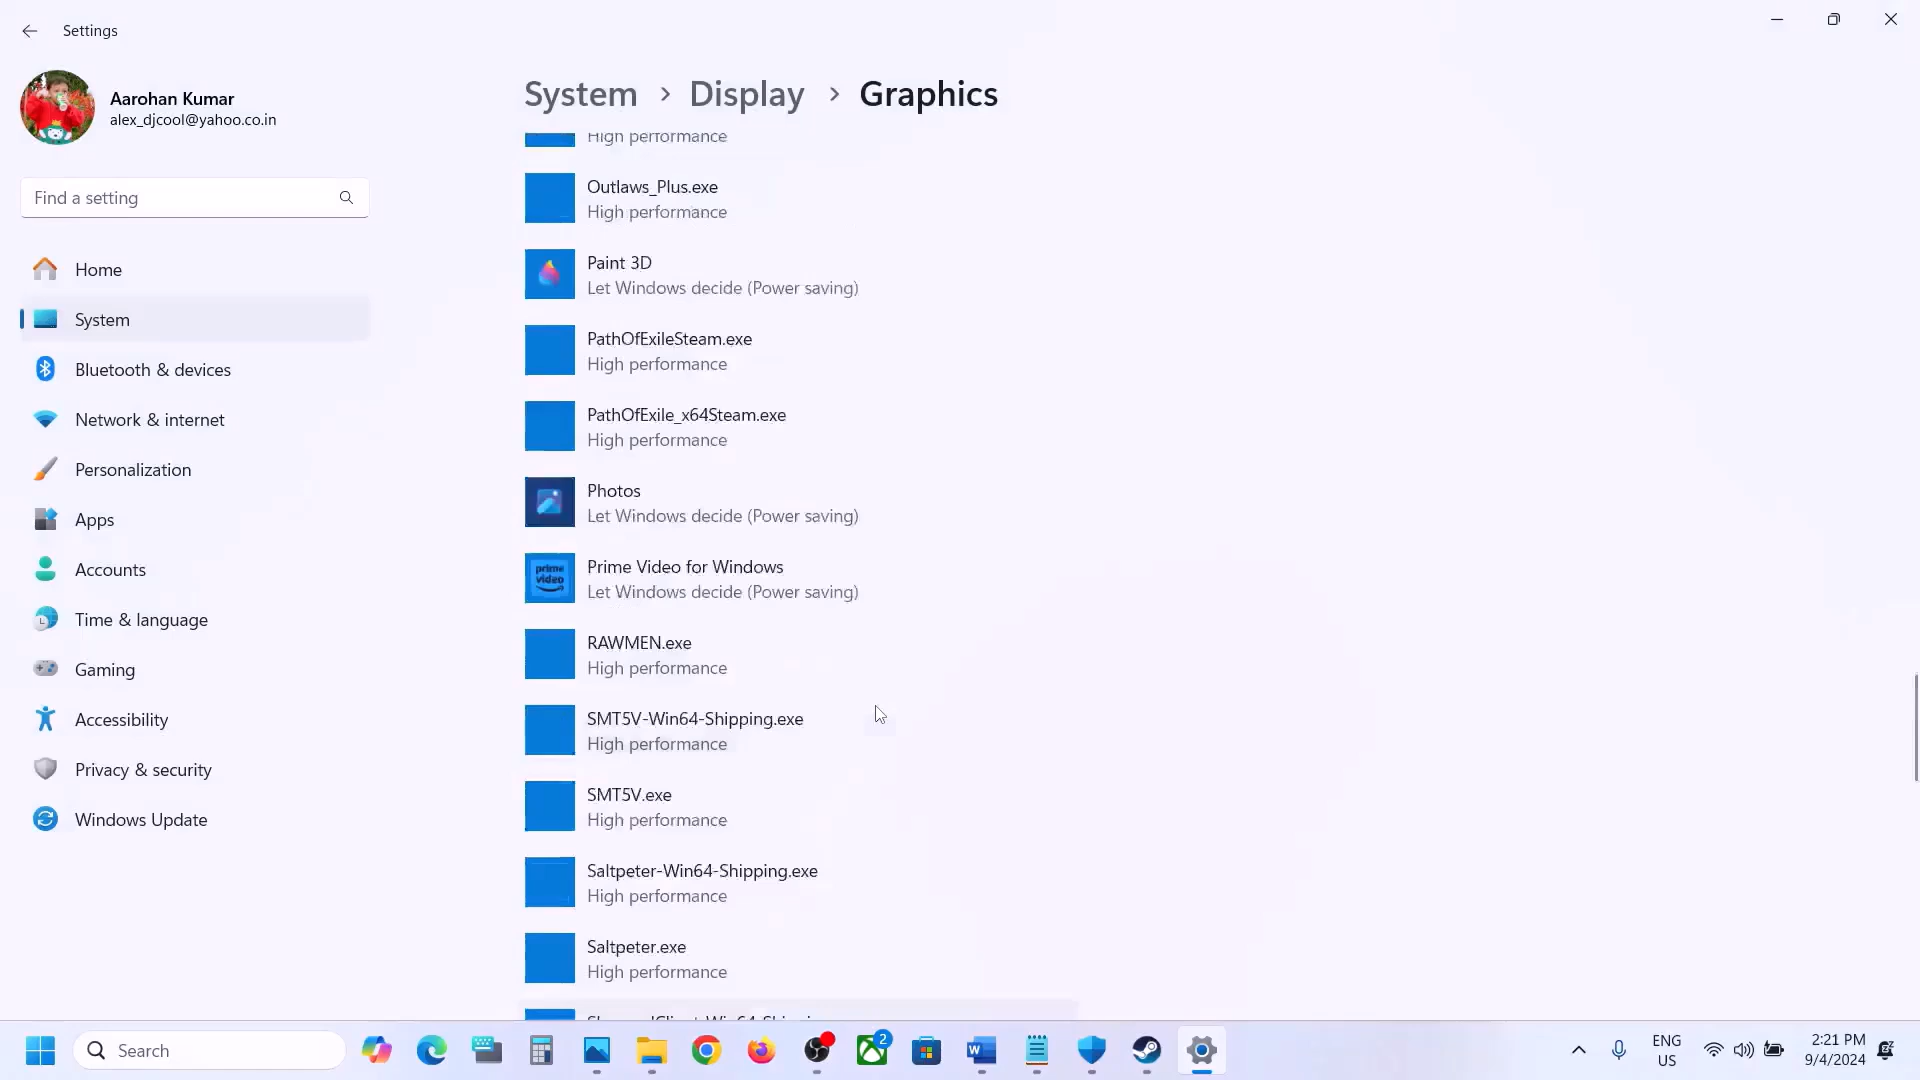 Settings
Aarohan Kumar
alex_djcool@yahoo.co.in
Find a setting
Home
System
Bluetooth & devices
Network & internet
Personalization
Apps
Accounts
Time & language
Gaming
Accessibility
Privacy & security
Windows Update
System > Display > Graphics
High performance
Outlaws_Plus.exe
High performance
Paint 3D
Let Windows decide (Power saving)
PathOfExileSteam.exe
High performance
PathOfExile_x64Steam.exe
High performance
Photos
Let Windows decide (Power saving)
prime video
Prime Video for Windows
Let Windows decide (Power saving)
RAWMEN.exe
High performance
SMT5V-Win64-Shipping.exe
High performance
SMT5V.exe
High performance
Saltpeter-Win64-Shipping.exe
High performance
Saltpeter.exe
High performance
Search
2
ENG
US
2:21 PM
9/4/2024